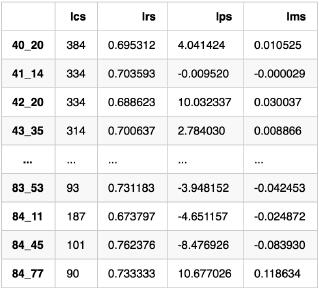 lcs lrs lps lms
40_20 384 0.695312 4.041424 0.010525
41_14 334 0.703593 -0.009520 -0.000029
42_20 334 0.688623 10.032337 0.030037
43_35 314 0.700637 2.784030 0.008866
... ... ... ... ...
83_53 93 0.731183 -3.948152 -0.042453
84_11 187 0.673797 -4.651157 -0.024872
84_45 101 0.762376 -8.476926 -0.083930
84_77 90 0.733333 10.677026 0.118634